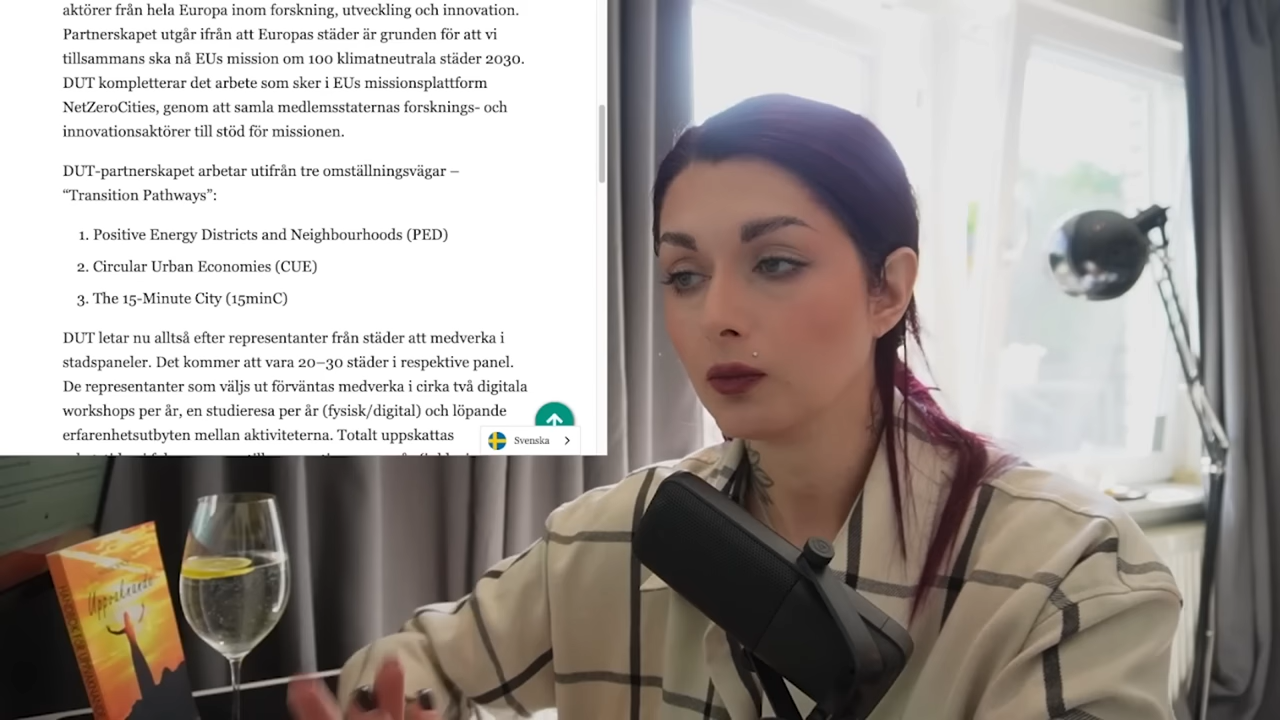 aktörer från hela Europa inom forskning, utveckling och innovation.
Partnerskapet utgår ifrån att Europas städer är grunden för att vi
tillsammans ska nå EUs mission om 100 klimatneutrala städer 2030.
DUT kompletterar det arbete som sker i EUs missionsplattform
NetZeroCities, genom att samla medlemsstaternas forsknings- och
innovationsaktörer till stöd för missionen.
DUT-partnerskapet arbetar utifrån tre omställningsvägar –
“Transition Pathways”:
1. Positive Energy Districts and Neighbourhoods (PED)
2. Circular Urban Economies (CUE)
3. The 15-Minute City (15minC)
DUT letar nu alltså efter representanter från städer att medverka i
stadspaneler. Det kommer att vara 20–30 städer i respektive panel.
De representanter som väljs ut förväntas medverka i cirka två digitala
workshops per år, en studieresa per år (fysisk/digital) och löpande
erfarenhetsutbyten mellan aktiviteterna. Totalt uppskattas
Svenska
Uppvaknande